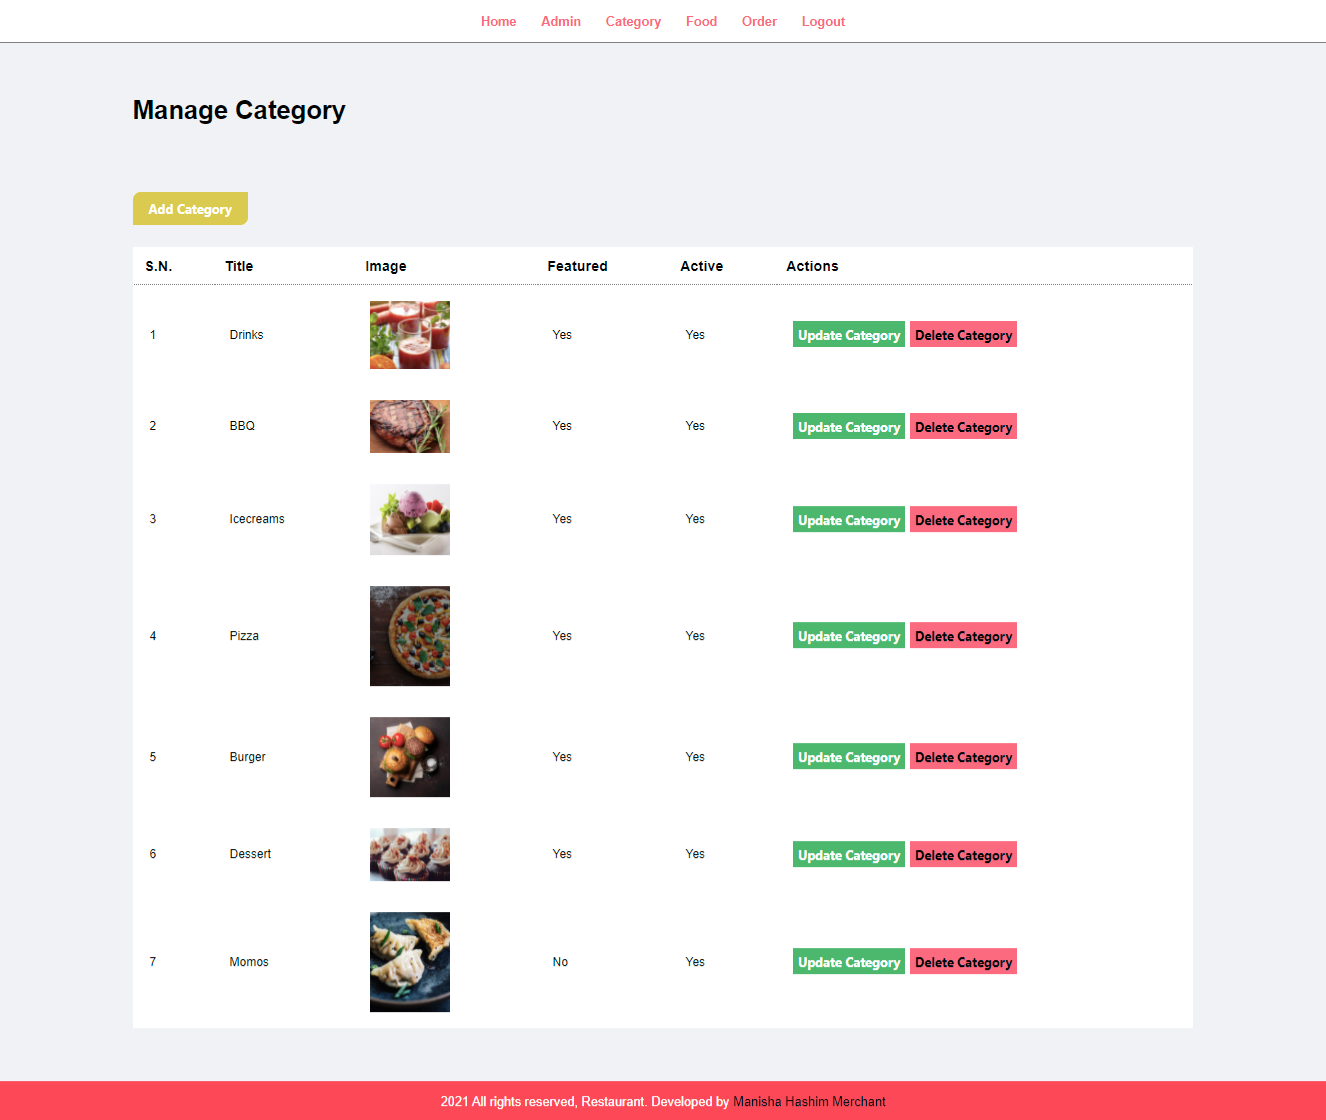 Home Admin Category Food Order Logout
Manage Category
Add Category
S.N. Title Image Featured Active Actions
1 Drinks Yes Yes Update Category Delete Category
2 BBQ Yes Yes Update Category Delete Category
3 Icecreams Yes Yes Update Category Delete Category
4 Pizza Yes Yes Update Category Delete Category
5 Burger Yes Yes Update Category Delete Category
6 Dessert Yes Yes Update Category Delete Category
7 Momos No Yes Update Category Delete Category
2021 All rights reserved, Restaurant. Developed by Manisha Hashim Merchant